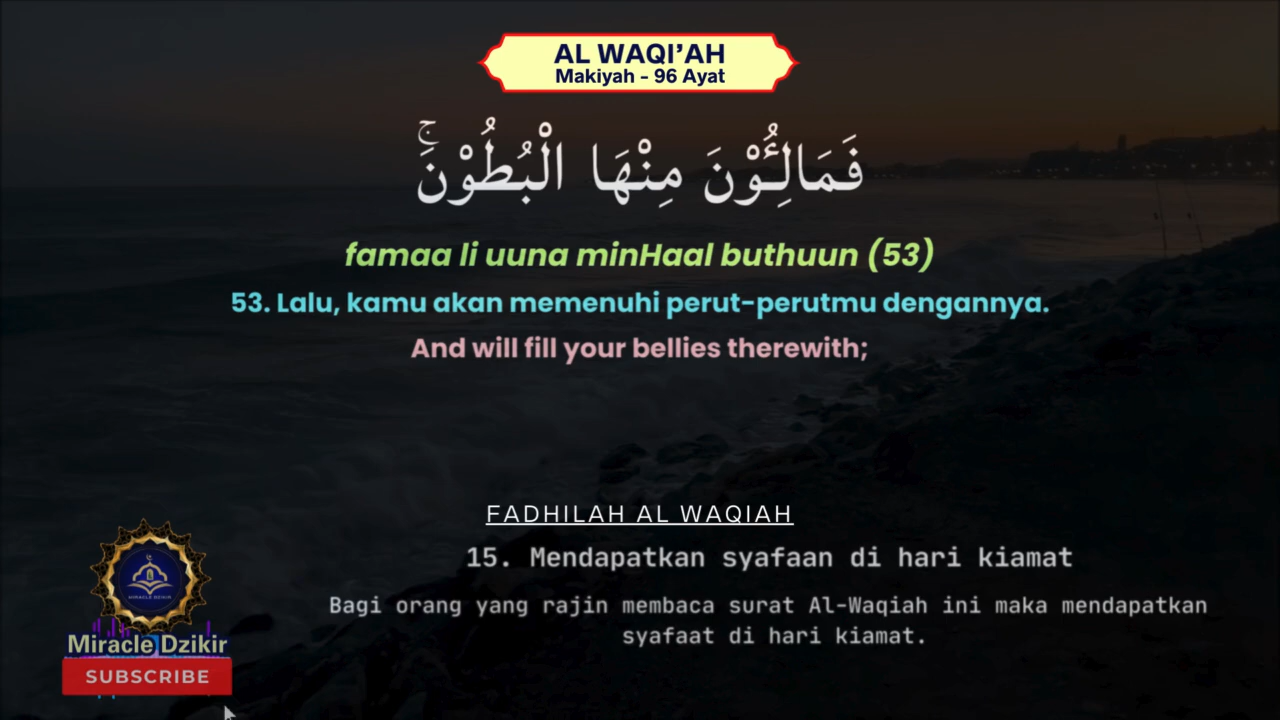 AL WAQI’AH
Makiyah - 96 Ayat
فَمَالِـُٔوْنَ مِنْهَا الْبُطُوْنَۚ
famaa li uuna minHaal buthuun (53)
53. Lalu, kamu akan memenuhi perut-perutmu dengannya.
And will fill your bellies therewith;
FADHILAH AL WAQIAH
15. Mendapatkan syafaan di hari kiamat
Bagi orang yang rajin membaca surat Al-Waqiah ini maka mendapatkan
syafaat di hari kiamat.
MIRACLE DZIKIR
Miracle Dzikir
SUBSCRIBE